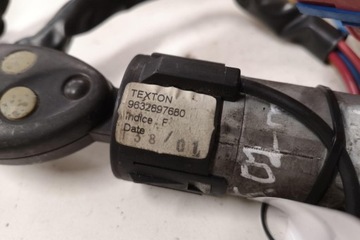 TEXTON
9632697680
Indice F
Date
38/01